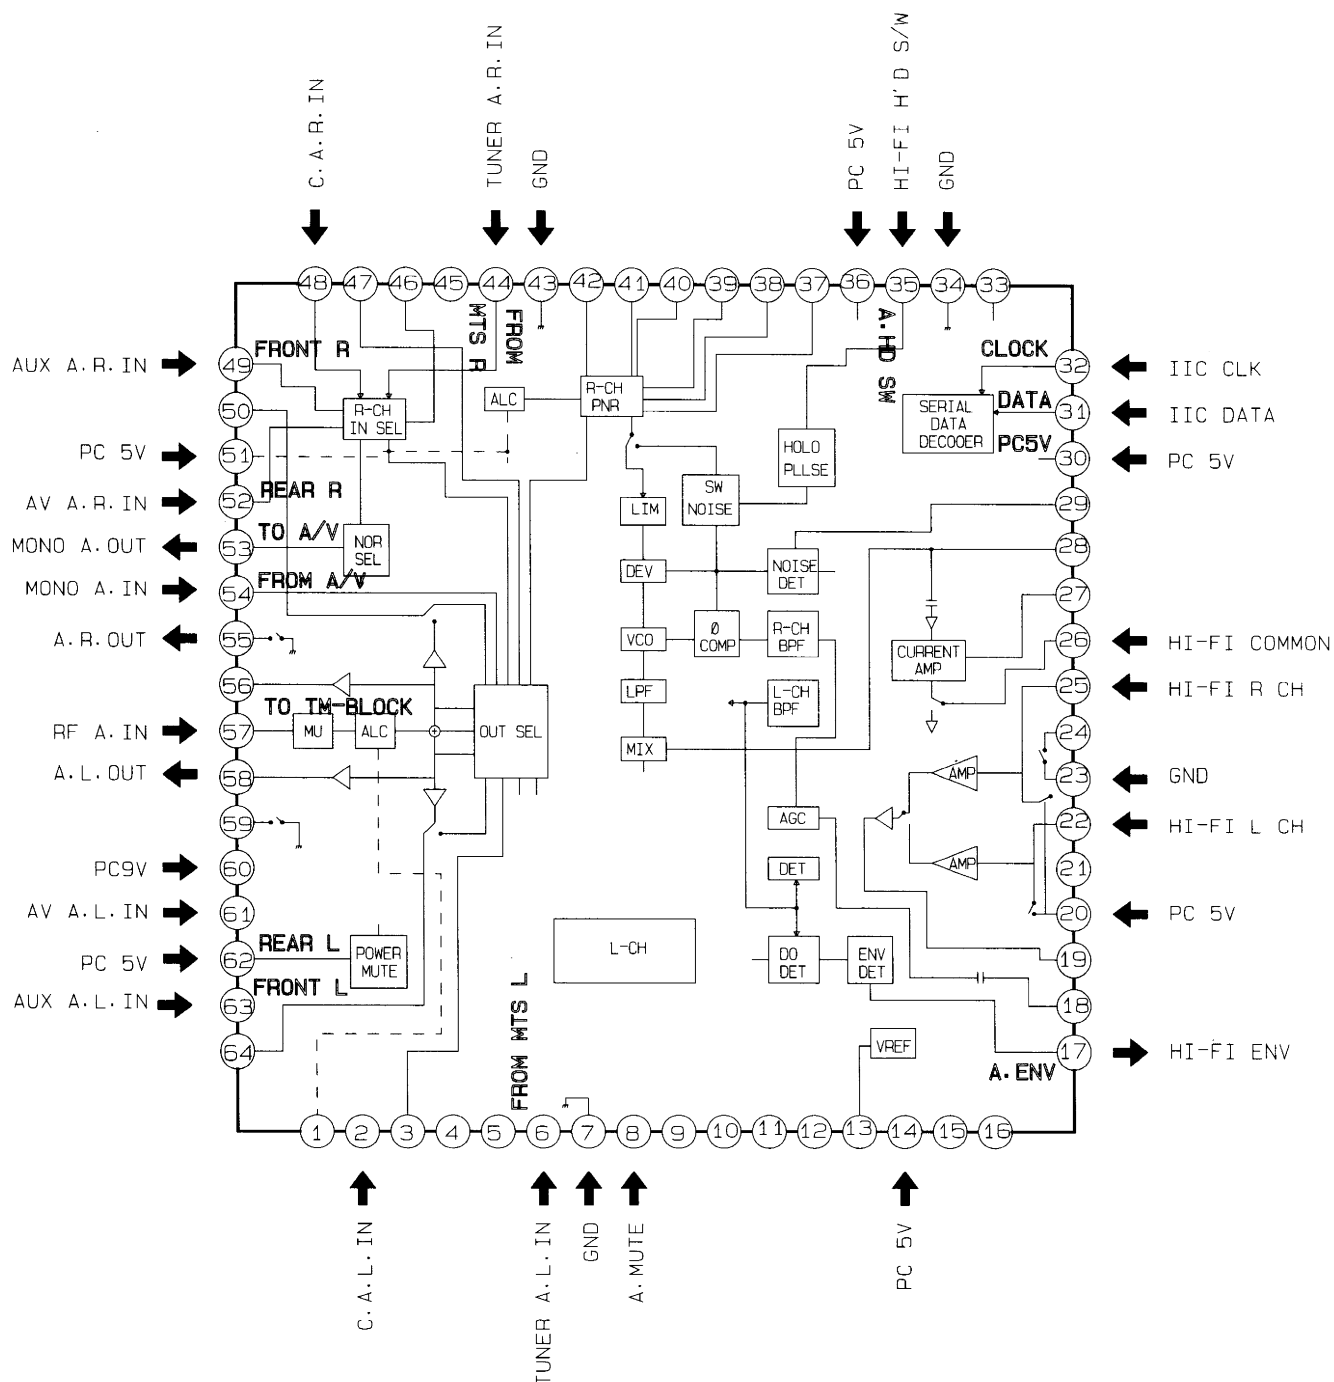 C.A.R.IN
TUNER A.R.IN
GND
PC 5V
HI-FI H'D S/W
GND
48
47
46
45
44
43
42
41
40
39
38
37
36
35
34
33
AUX A.R.IN
PC 5V
AV A.R.IN
MONO A.OUT
MONO A.IN
A.R.OUT
RF A.IN
A.L.OUT
PC9V
AV A.L.IN
PC 5V
AUX A.L.IN
49
50
51
52
53
54
55
56
57
58
59
60
61
62
63
64
FRONT R
REAR R
TO A/V
FROM A/V
TO TM-BLOCK
REAR L
FRONT L
FROM
MTS R
R-CH
IN SEL
ALC
R-CH
PNR
NOR
SEL
MU
ALC
OUT SEL
POWER
MUTE
LIM
DEV
VCO
LPF
MIX
SW
NOISE
HOLO
PLLSE
NOISE
DET
Ø
COMP
R-CH
BPF
L-CH
BPF
AGC
DET
DO
DET
ENV
DET
L-CH
VREF
A.HD SW
SERIAL
DATA
DECOOER
CLOCK
DATA
PC5V
CURRENT
AMP
AMP
AMP
A.ENV
FROM MTS L
32
31
30
29
28
27
26
25
24
23
22
21
20
19
18
17
IIC CLK
IIC DATA
PC 5V
HI-FI COMMON
HI-FI R CH
GND
HI-FI L CH
PC 5V
HI-FI ENV
1
2
3
4
5
6
7
8
9
10
11
12
13
14
15
16
C.A.L.IN
TUNER A.L.IN
GND
A.MUTE
PC 5V